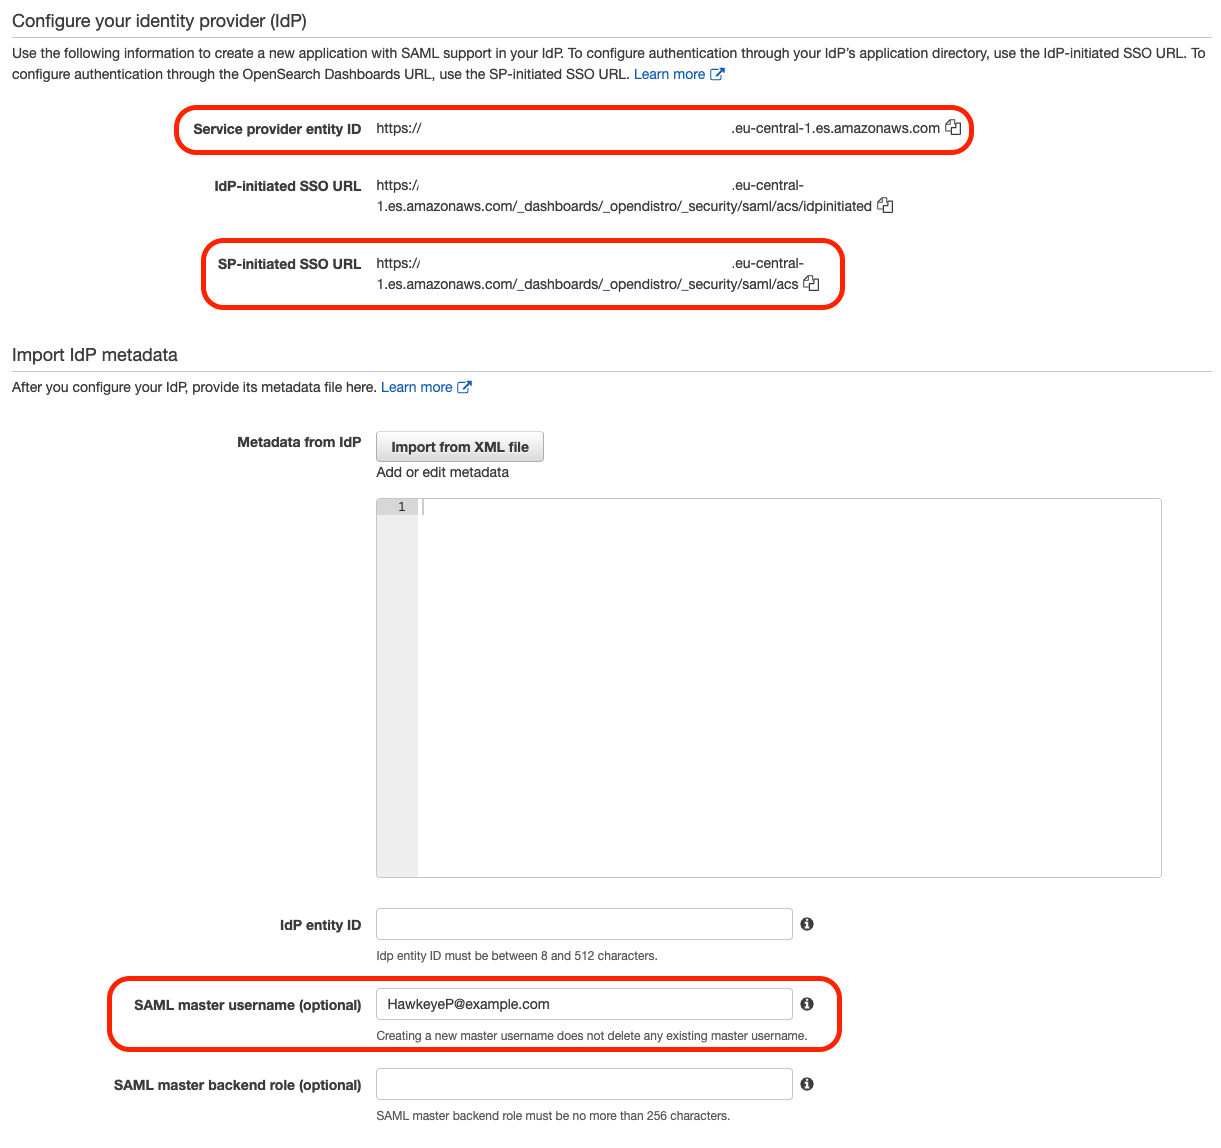 Configure your identity provider (IdP)
Use the following information to create a new application with SAML support in your IdP. To configure authentication through your IdP's application directory, use the IdP-initiated SSO URL. To
configure authentication through the OpenSearch Dashboards URL, use the SP-initiated SSO URL. Learn more
Service provider entity ID https:// .eu-central-1.es.amazonaws.com
IdP-initiated SSO URL https:// .eu-central-
1.es.amazonaws.com/_dashboards/_opendistro/_security/saml/acs/idpinitiated
SP-initiated SSO URL https:// .eu-central-
1.es.amazonaws.com/_dashboards/_opendistro/_security/saml/acs
Import IdP metadata
After you configure your IdP, provide its metadata file here. Learn more
Metadata from IdP Import from XML file
Add or edit metadata
1
IdP entity ID
Idp entity ID must be between 8 and 512 characters.
SAML master username (optional) HawkeyeP@example.com
Creating a new master username does not delete any existing master username.
SAML master backend role (optional)
SAML master backend role must be no more than 256 characters.